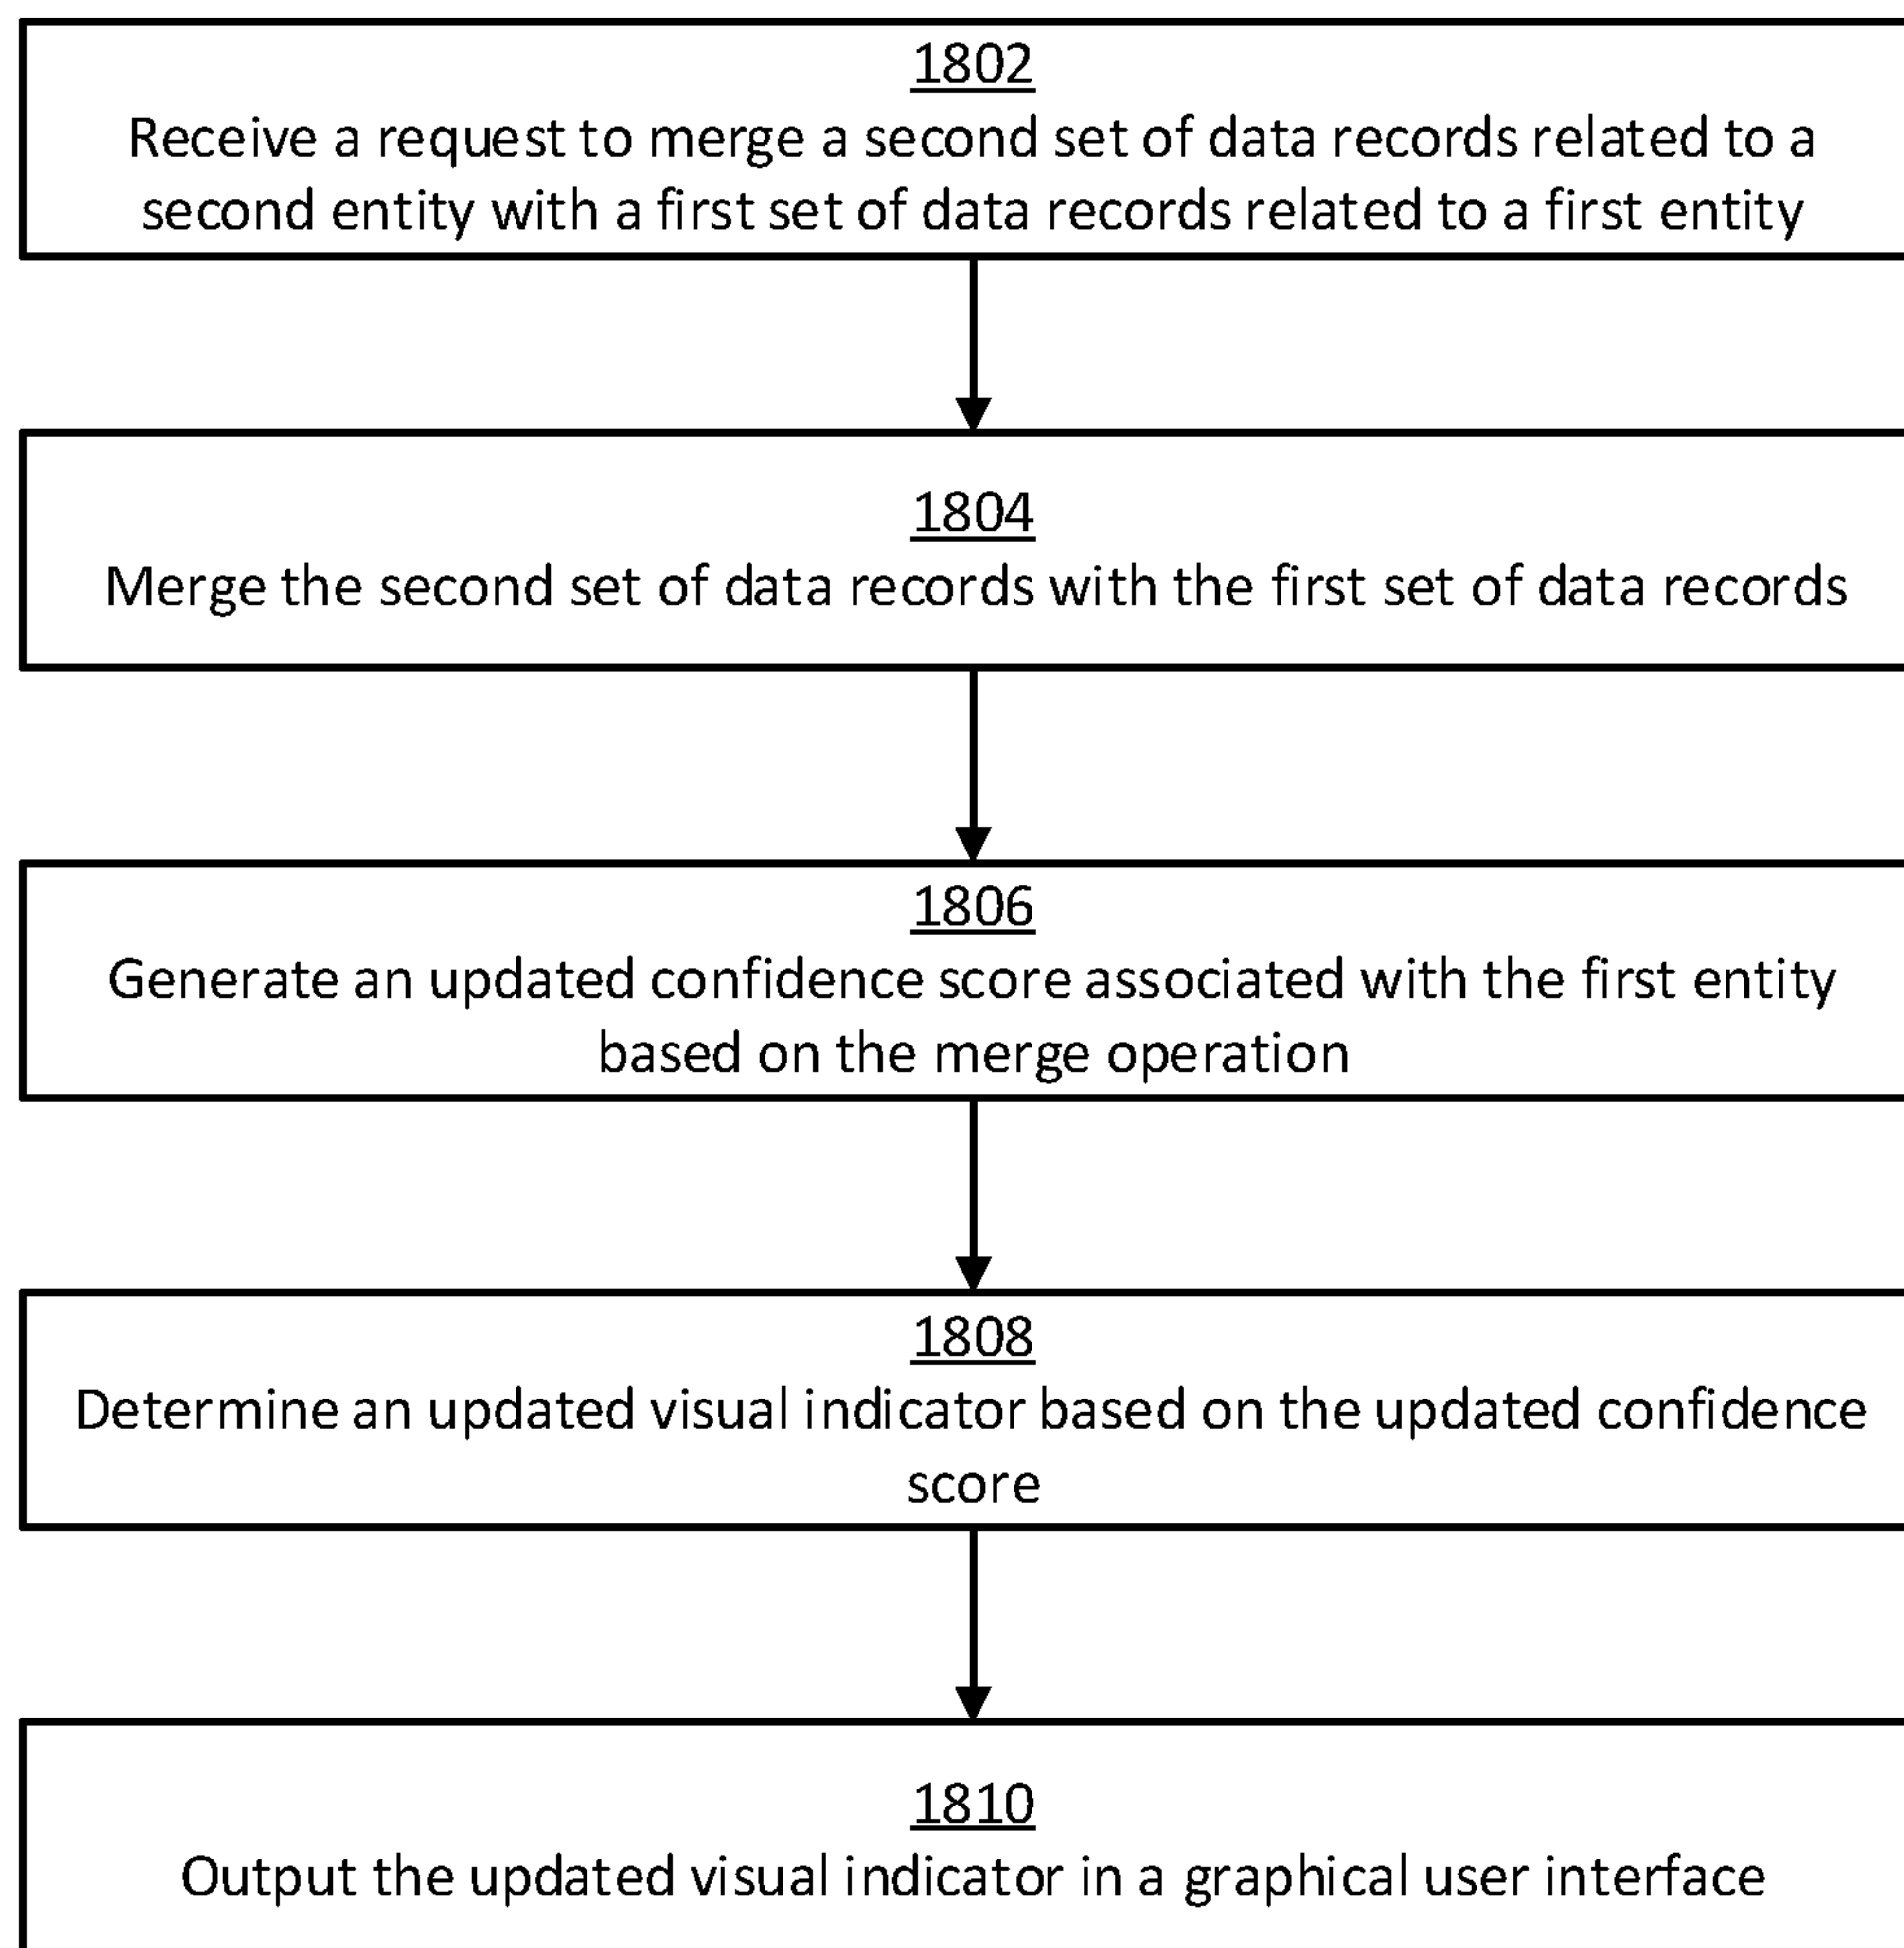 1802
Receive a request to merge a second set of data records related to a
second entity with a first set of data records related to a first entity
1804
Merge the second set of data records with the first set of data records
1806
Generate an updated confidence score associated with the first entity
based on the merge operation
1808
Determine an updated visual indicator based on the updated confidence
score
1810
Output the updated visual indicator in a graphical user interface